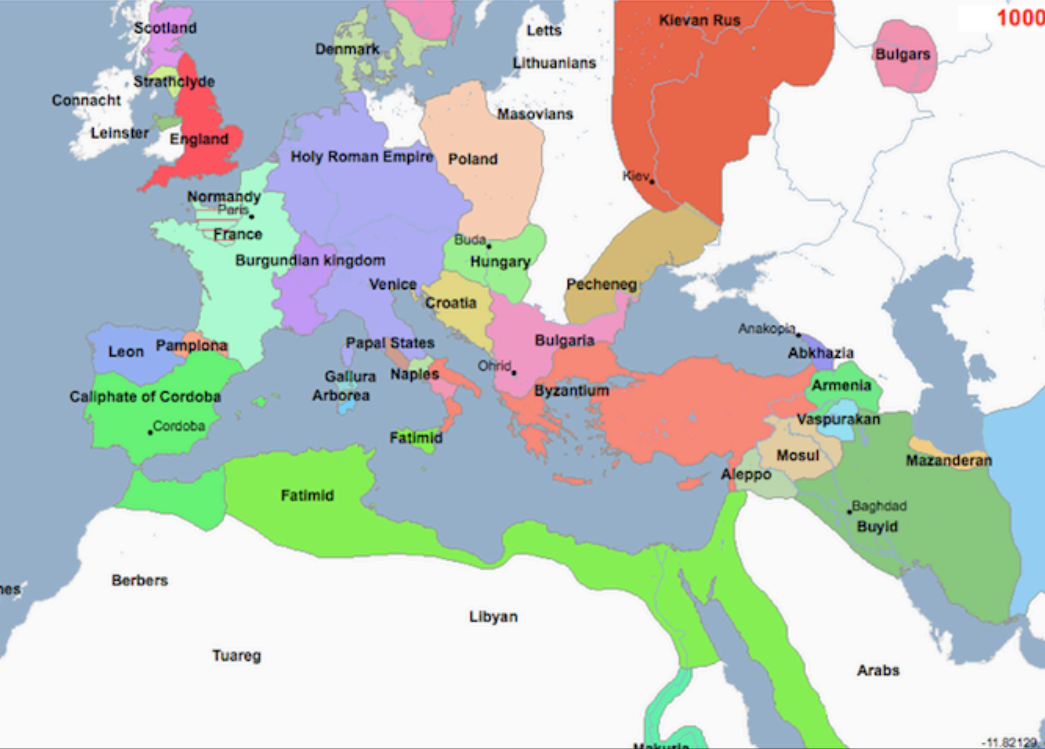 1000
Kievan Rus
Scotland
Letts
Denmark
Bulgars
Lithuanians
Strathclyde
Connacht
Masovians
Leinster
England
Holy Roman Empire
Poland
Kiev
Normandy
Paris
France
Buda
Burgundian kingdom
Hungary
Venice
Pecheneg
Croatia
Anakopia
Papal States
Bulgaria
Leon
Pamplona
Abkhazia
Ohrid
Gallura
Naples
Armenia
Byzantium
Arborea
Caliphate of Cordoba
Vaspurakan
Cordoba
Fatimid
Mosul
Mazanderan
Aleppo
Fatimid
Baghdad
Buyid
Berbers
nes
Libyan
Tuareg
Arabs
Makuria
-11.82129